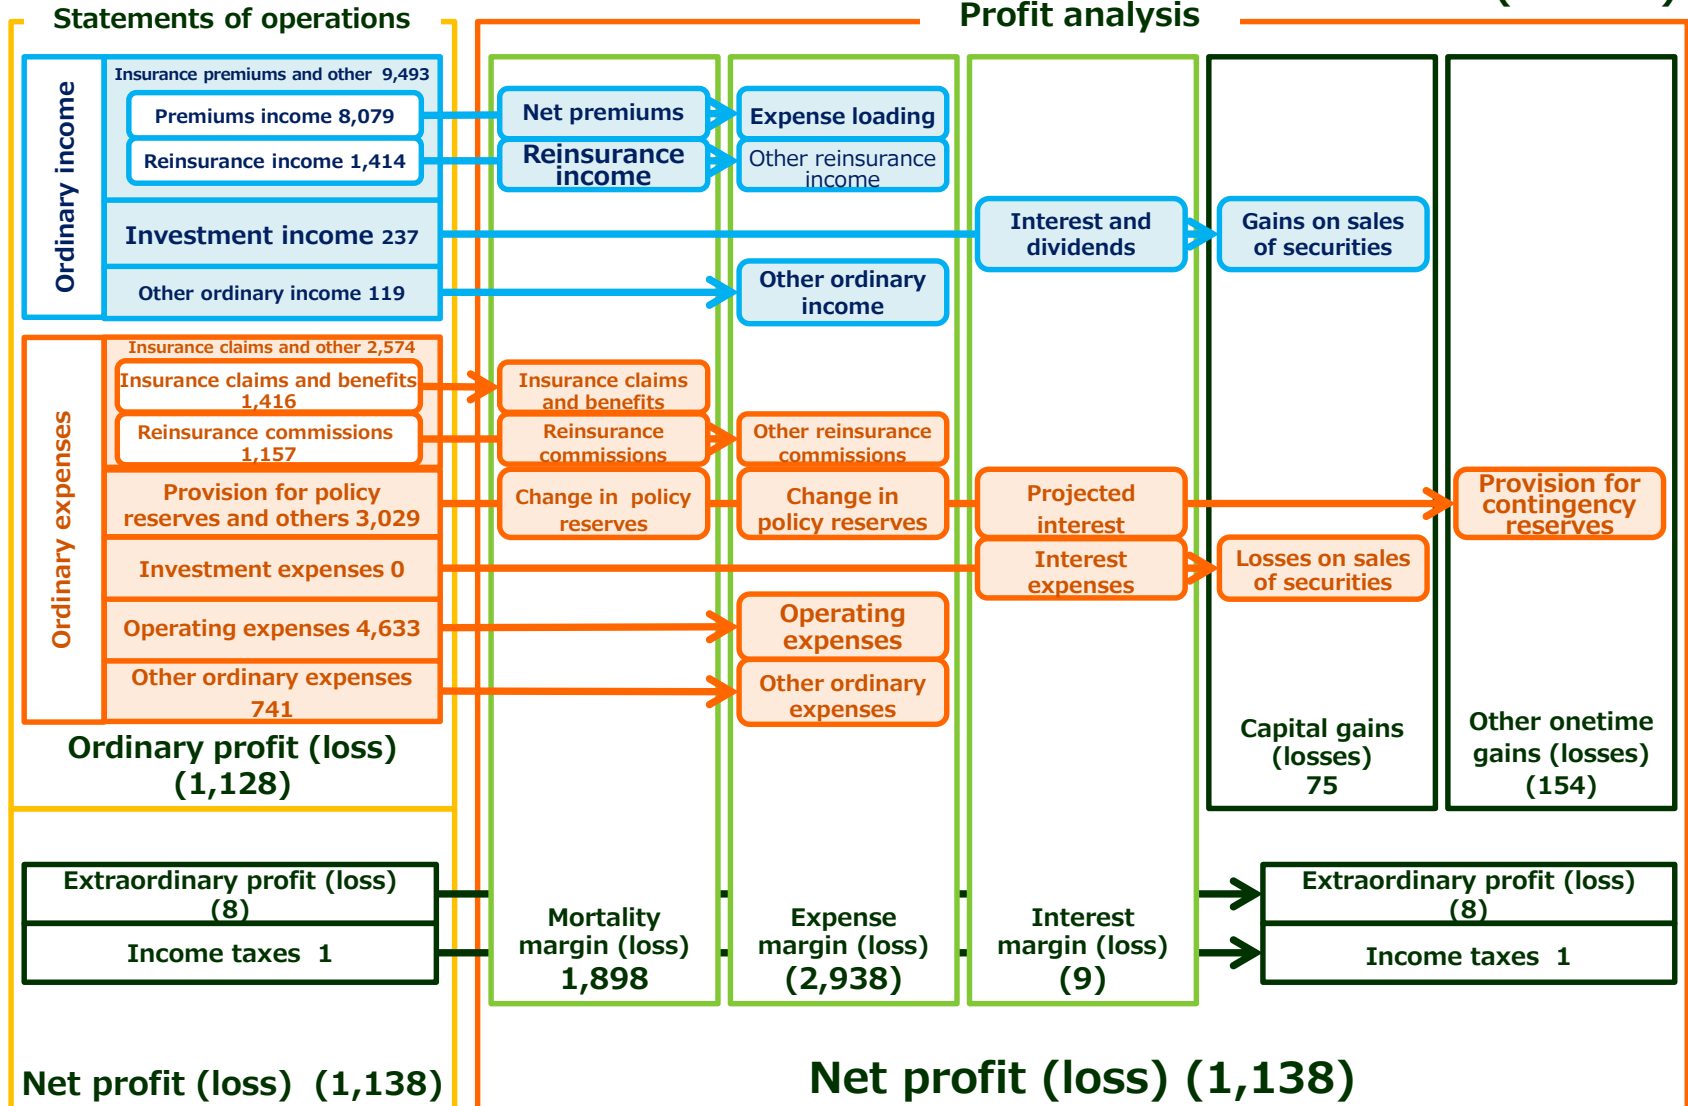 Statements of operations
Profit analysis
Ordinary income
Insurance premiums and other 9,493
Premiums income 8,079
Reinsurance income 1,414
Investment income 237
Other ordinary income 119
Net premiums
Expense loading
Reinsurance
income
Other reinsurance
income
Interest and
dividends
Gains on sales
of securities
Other ordinary
income
Ordinary expenses
Insurance claims and other 2,574
Insurance claims and benefits
1,416
Reinsurance commissions
1,157
Provision for policy
reserves and others 3,029
Investment expenses 0
Operating expenses 4,633
Other ordinary expenses
741
Insurance claims
and benefits
Reinsurance
commissions
Other reinsurance
commissions
Change in policy
reserves
Change in
policy reserves
Projected
interest
Provision for
contingency
reserves
Interest
expenses
Losses on sales
of securities
Operating
expenses
Other ordinary
expenses
Ordinary profit (loss)
(1,128)
Capital gains
(losses)
75
Other onetime
gains (losses)
(154)
Extraordinary profit (loss)
(8)
Income taxes 1
Mortality
margin (loss)
1,898
Expense
margin (loss)
(2,938)
Interest
margin (loss)
(9)
Extraordinary profit (loss)
(8)
Income taxes 1
Net profit (loss) (1,138)
Net profit (loss) (1,138)